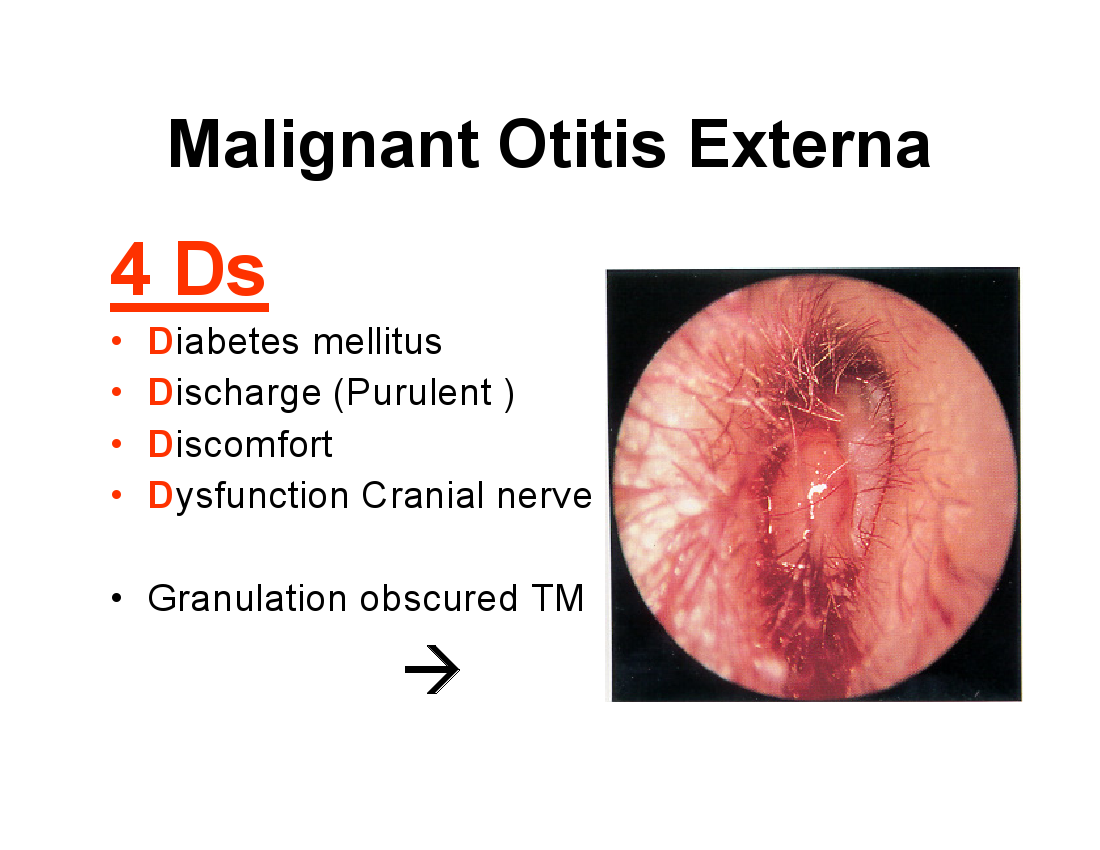 Malignant Otitis Externa
4 Ds
• Diabetes mellitus
• Discharge (Purulent )
• Discomfort
• Dysfunction Cranial nerve
• Granulation obscured TM
→